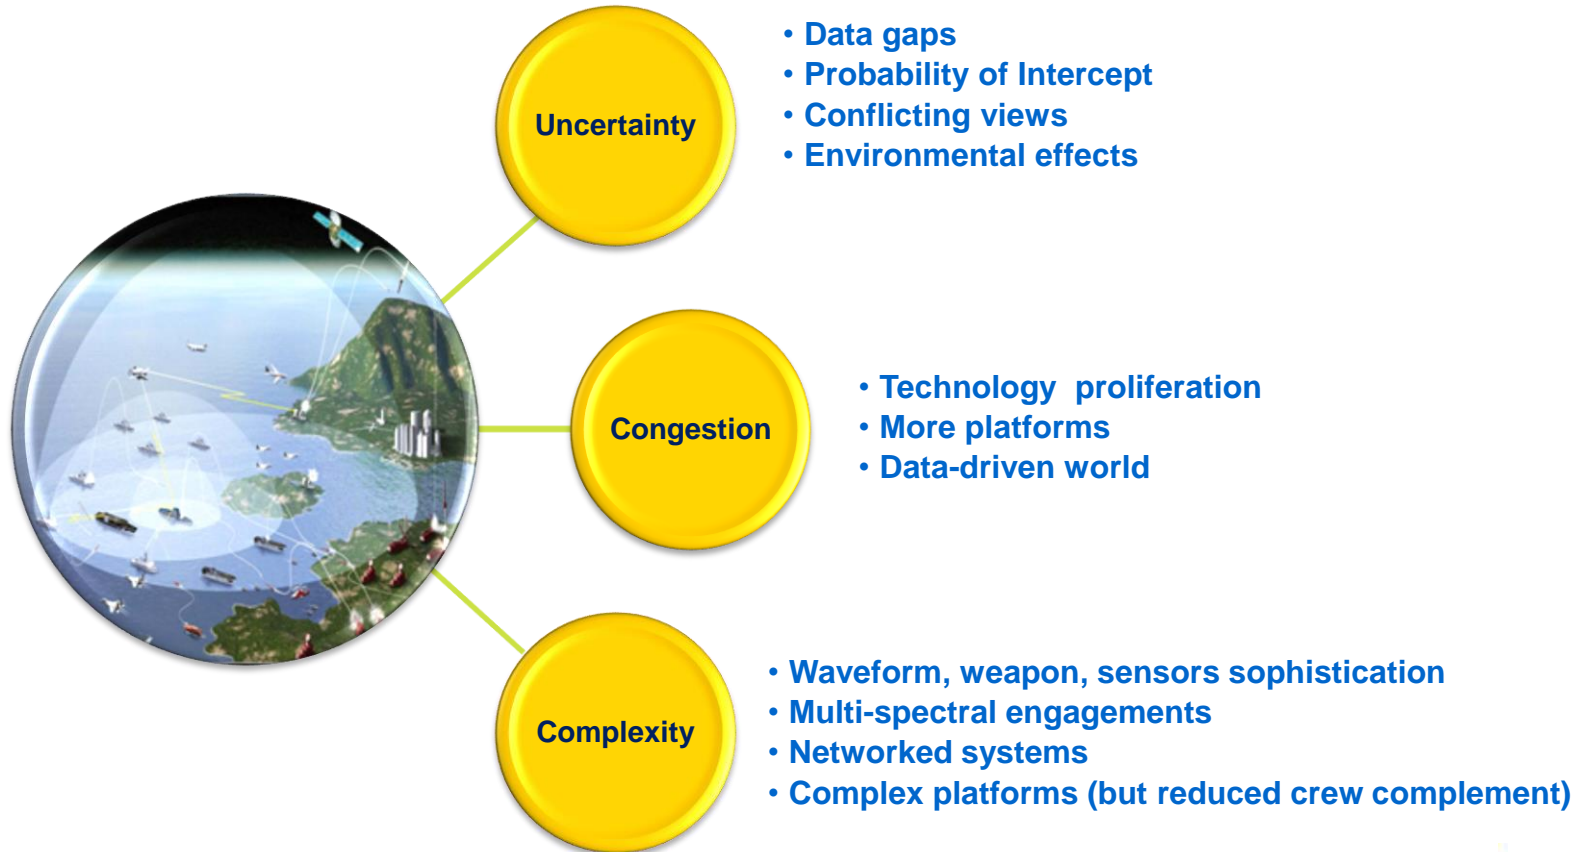 Uncertainty
• Data gaps
• Probability of Intercept
• Conflicting views
• Environmental effects
Congestion
• Technology  proliferation
• More platforms
• Data-driven world
Complexity
• Waveform, weapon, sensors sophistication
• Multi-spectral engagements
• Networked systems
• Complex platforms (but reduced crew complement)